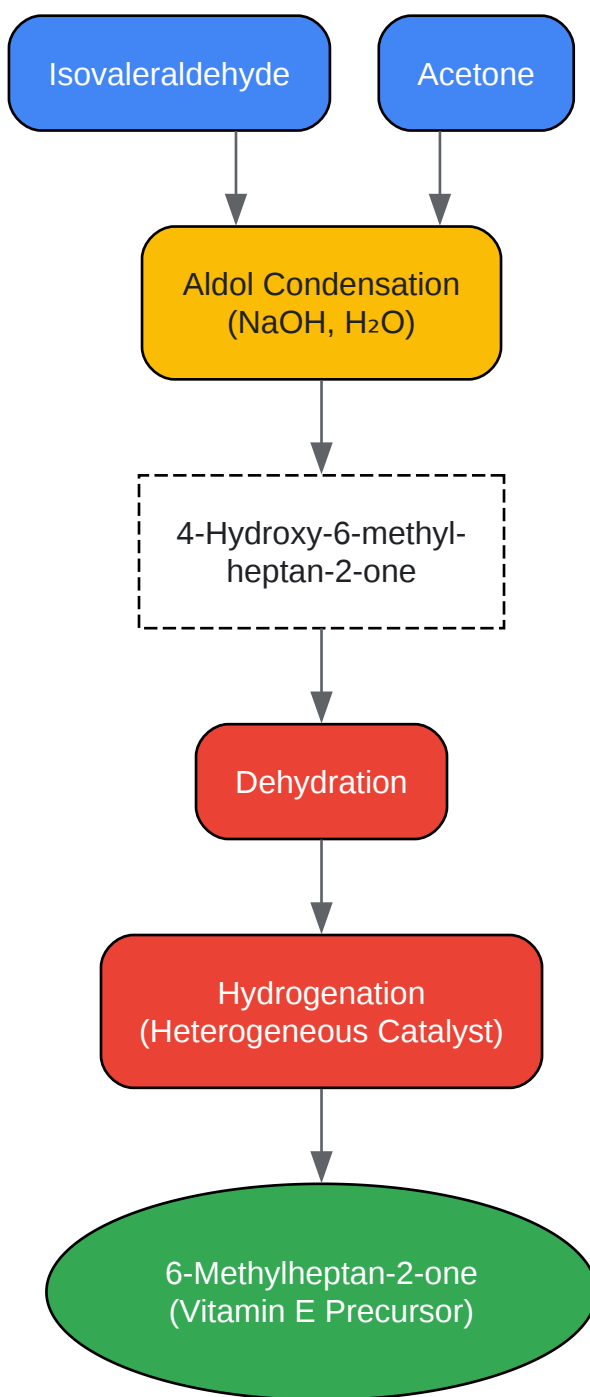 Isovaleraldehyde
Acetone
Aldol Condensation
(NaOH, H₂O)
4-Hydroxy-6-methyl-
heptan-2-one
Dehydration
Hydrogenation
(Heterogeneous Catalyst)
6-Methylheptan-2-one
(Vitamin E Precursor)